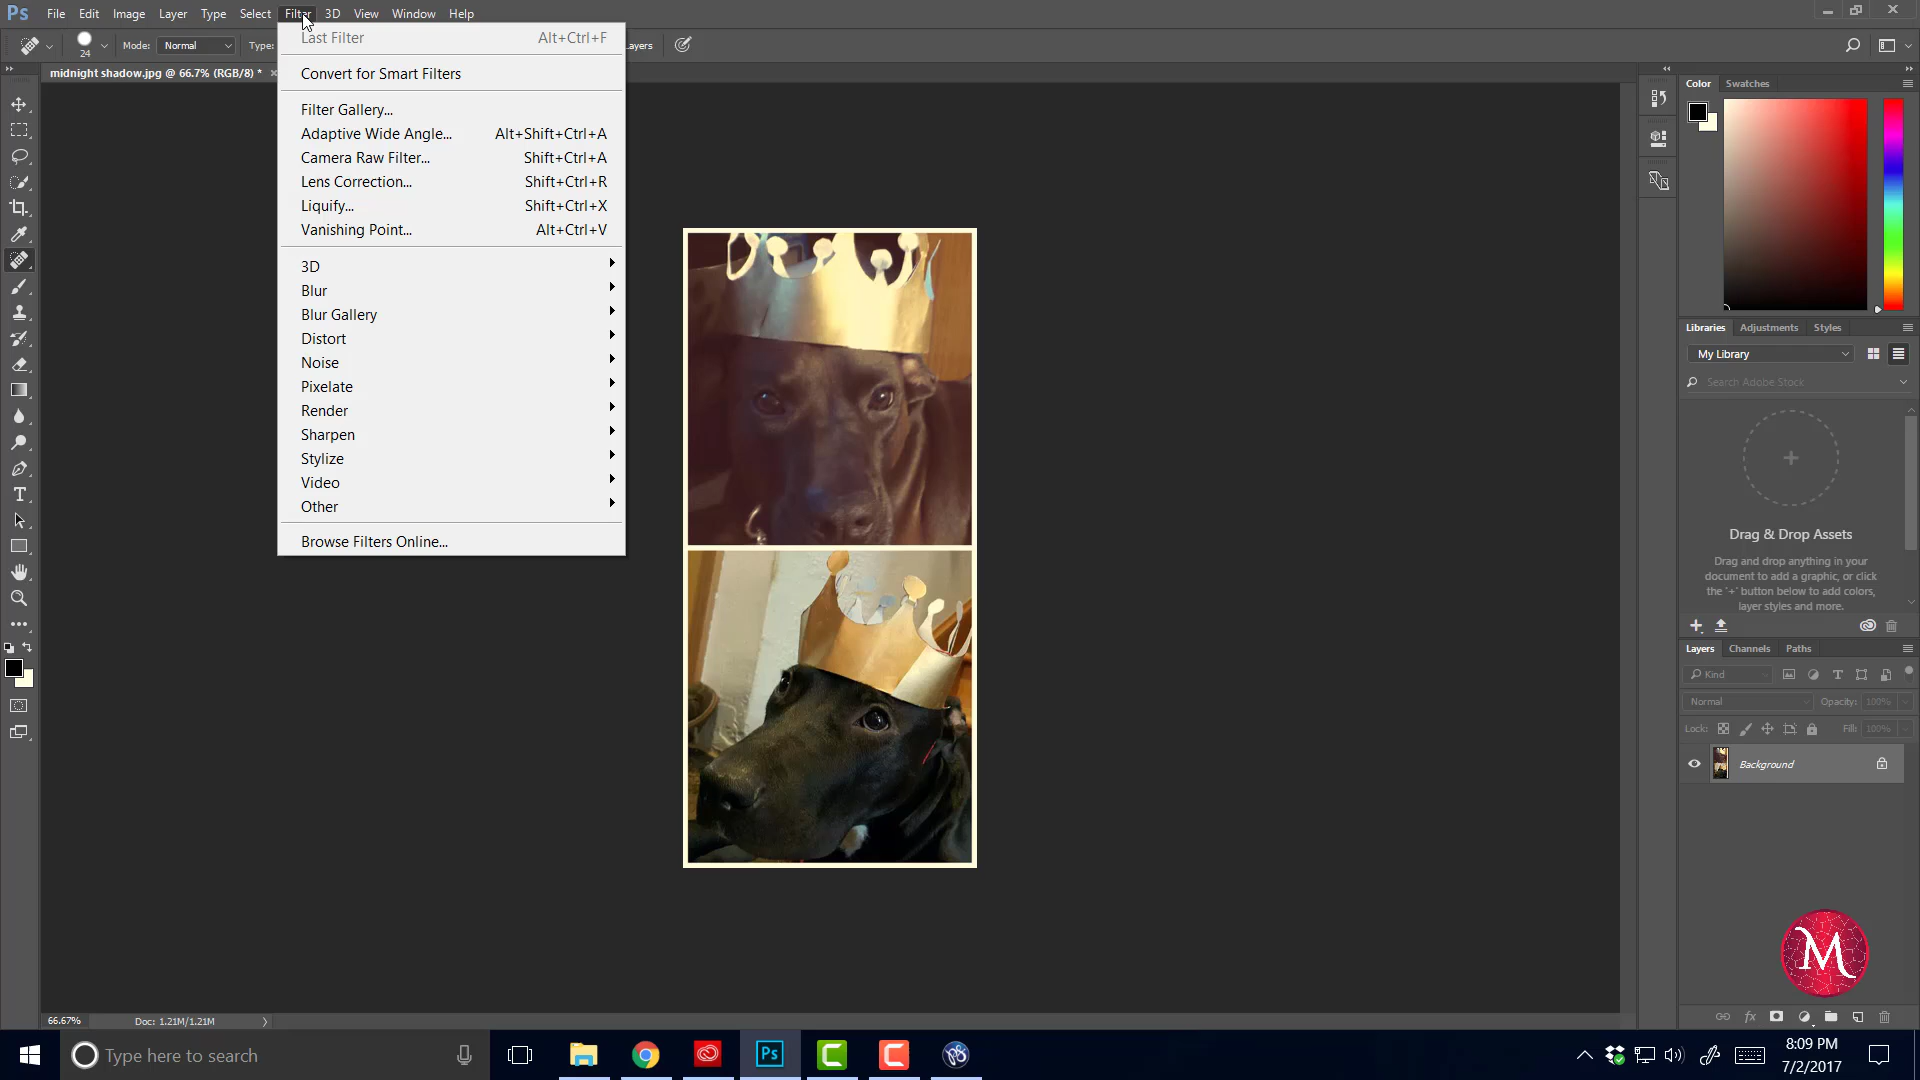 Ps File Edit Image Layer Type Select Filter 3D View Window Help
24 Mode: Normal Type: Layers
midnight shadow.jpg @ 66.7% (RGB/8) *
Last Filter Alt+Ctrl+F
Convert for Smart Filters
Filter Gallery...
Adaptive Wide Angle... Alt+Shift+Ctrl+A
Camera Raw Filter... Shift+Ctrl+A
Lens Correction... Shift+Ctrl+R
Liquify... Shift+Ctrl+X
Vanishing Point... Alt+Ctrl+V
3D
Blur
Blur Gallery
Distort
Noise
Pixelate
Render
Sharpen
Stylize
Video
Other
Browse Filters Online...
Color Swatches
Libraries Adjustments Styles
My Library
Search Adobe Stock
Drag & Drop Assets
Drag and drop anything in your
document to add a graphic, or click
the '+' button below to add colors,
layer styles and more.
Layers Channels Paths
Kind
Normal Opacity: 100%
Lock: Fill: 100%
Background
M
66.67% Doc: 1.21M/1.21M
Type here to search
Ps
8:09 PM
7/2/2017